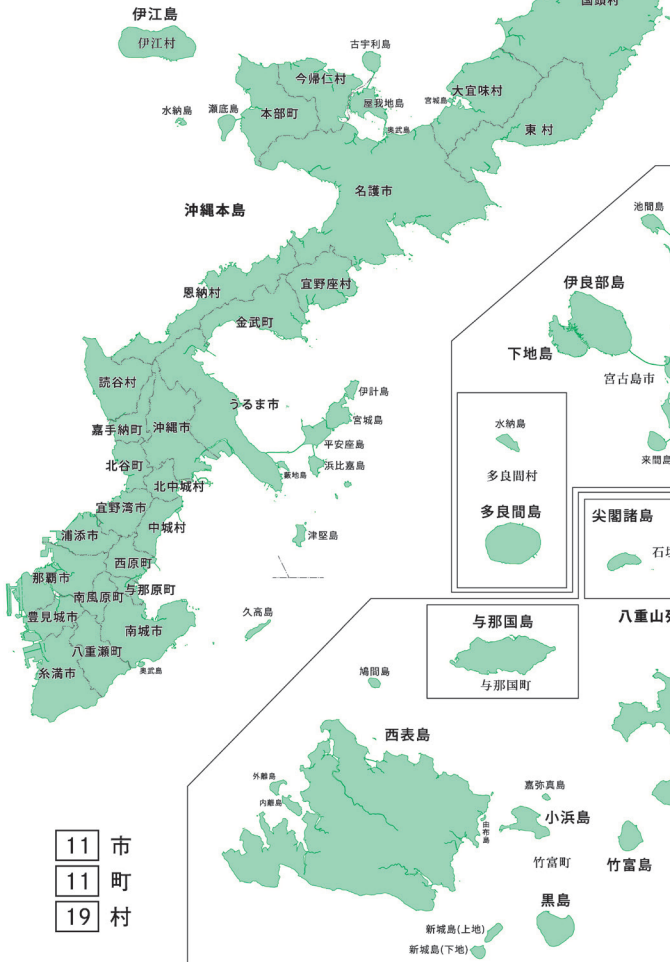 国頭村
伊江島
伊江村
古宇利島
今帰仁村
大宜味村
宮城島
屋我地島
水納島
瀬底島
本部町
奥武島
東 村
名護市
沖縄本島
池間島
宜野座村
伊良部島
恩納村
金武町
下地島
宮古島市
読谷村
伊計島
うるま市
宮城島
嘉手納町
沖縄市
水納島
平安座島
来間島
北谷町
浜比嘉島
藪地島
多良間村
北中城村
宜野湾市
多良間島
尖閣諸島
中城村
浦添市
津堅島
石
西原町
那覇市
与那原町
南風原町
久高島
豊見城市
与那国島
八重山
南城市
八重瀬町
奥武島
糸満市
鳩間島
与那国町
西表島
外離島
嘉弥真島
内離島
小浜島
由布島
11 市
竹富町
竹富島
11 町
黒島
19 村
新城島(上地)
新城島(下地)